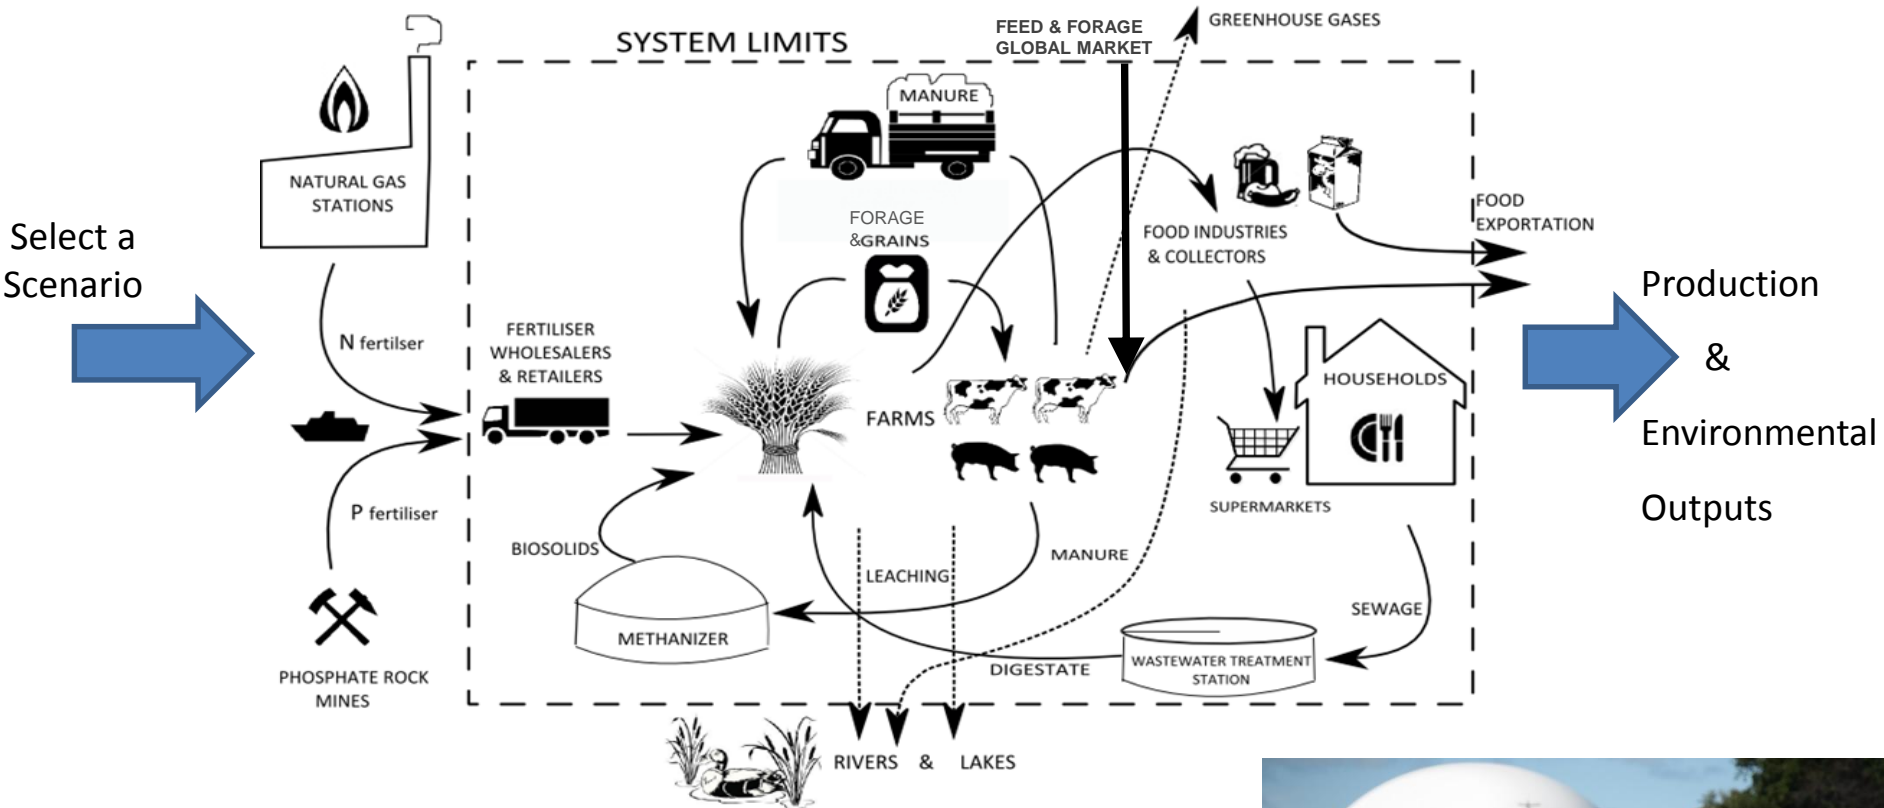 GREENHOUSE GASES
FEED & FORAGE
GLOBAL MARKET
SYSTEM LIMITS
MANURE
NATURAL GAS
STATIONS
FOOD
EXPORTATION
FORAGE
&GRAINS
FOOD INDUSTRIES
& COLLECTORS
Select a
Scenario
Production
&
Environmental
Outputs
N fertilser
FERTILISER
WHOLESALERS
& RETAILERS
HOUSEHOLDS
FARMS
P fertiliser
SUPERMARKETS
BIOSOLIDS
MANURE
LEACHING
SEWAGE
METHANIZER
DIGESTATE
WASTEWATER TREATMENT
STATION
PHOSPHATE ROCK
MINES
RIVERS & LAKES